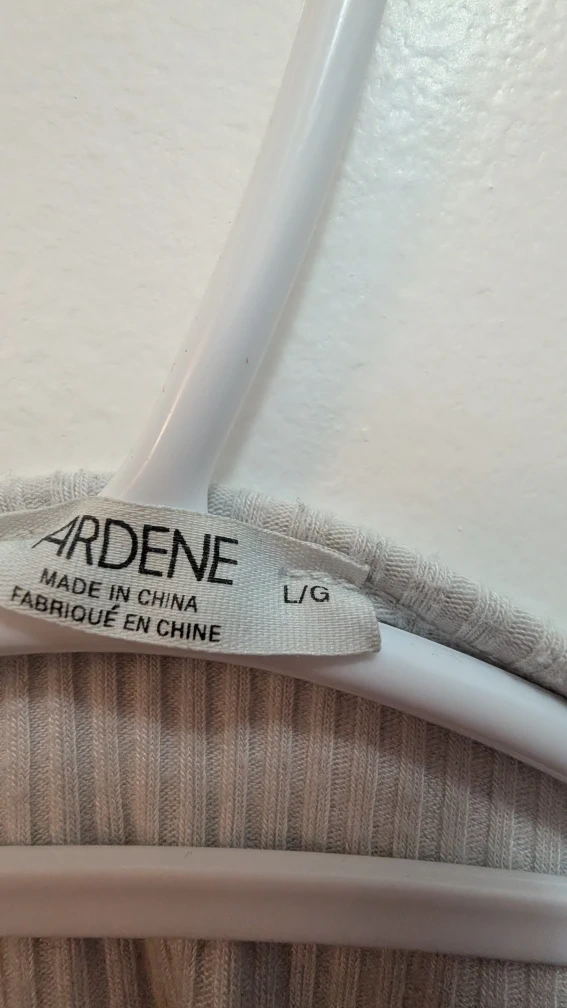 ARDENE
MADE IN CHINA
FABRIQUÉ EN CHINE
L/G